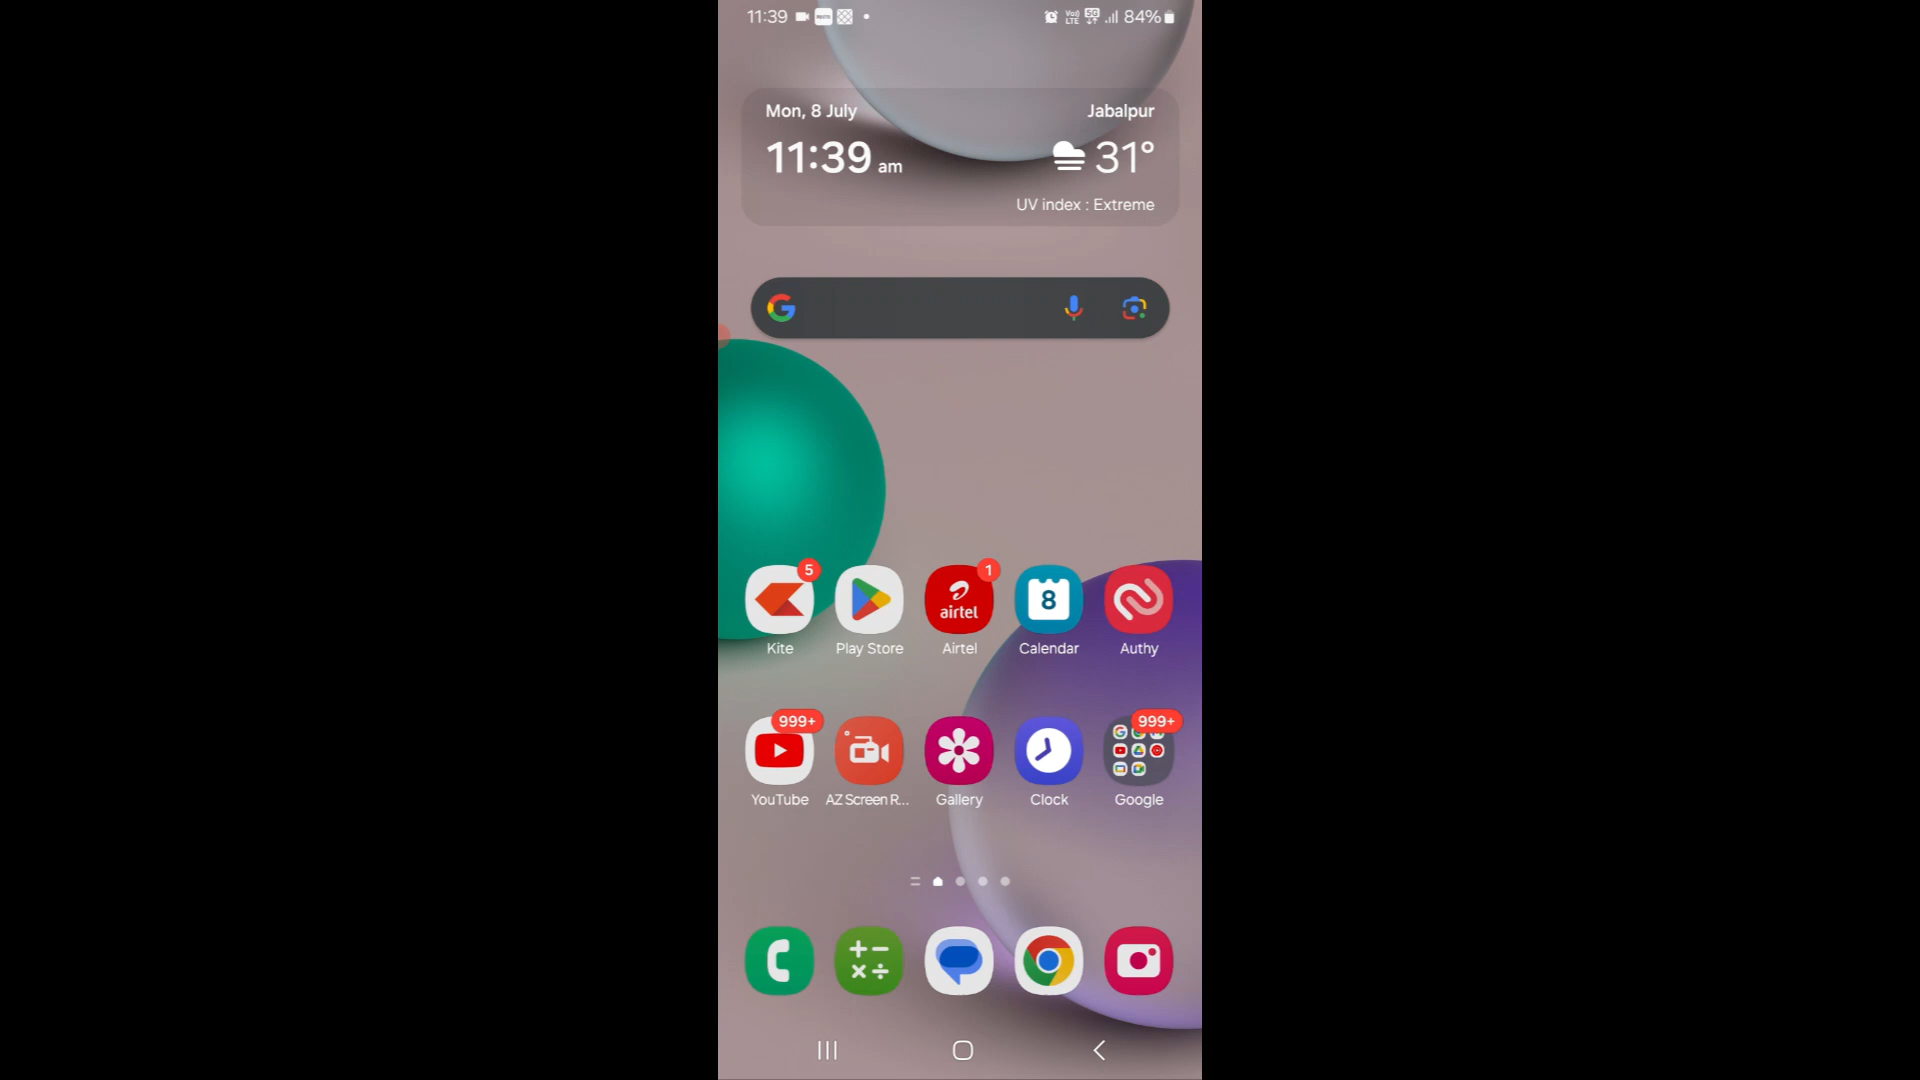 11:39 84%
Mon, 8 July Jabalpur
11:39 am 31°
UV index : Extreme
5 1
airtel 8
Kite Play Store Airtel Calendar Authy
999+ 999+
YouTube AZ Screen R... Gallery Clock Google